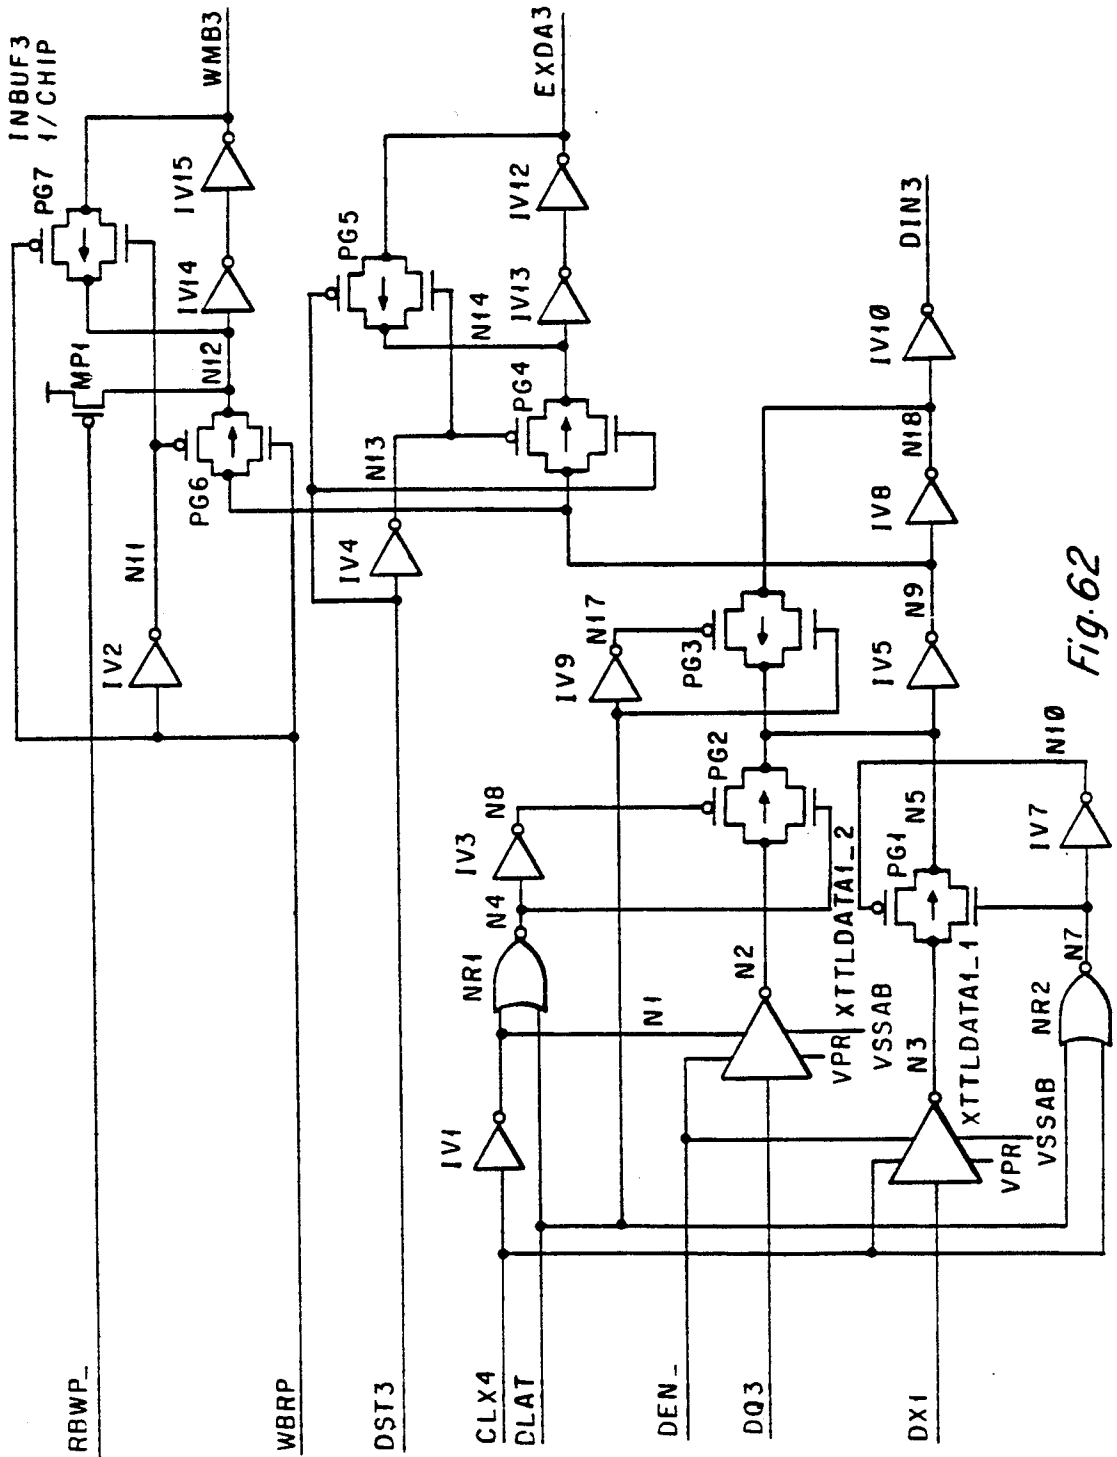 INBUF3
1/CHIP
PG7
WMB3
IV15
IV14
MP1
N12
N11
PG6
IV2
RBWP_
WBRP
EXDA3
IV12
PG5
IV13
N14
PG4
N13
IV4
DST3
DIN3
IV10
N18
IV8
N17
IV9
PG3
N9
IV5
PG2
N8
IV3
N4
NR1
N5
N10
IV7
PG1
XTTLDATA1_2
N2
N1
VPR
VSSAB
IV1
CLX4
DLAT
N7
NR2
XTTLDATA1_1
N3
VPR
VSSAB
DEN_
DQ3
DX1
Fig.62